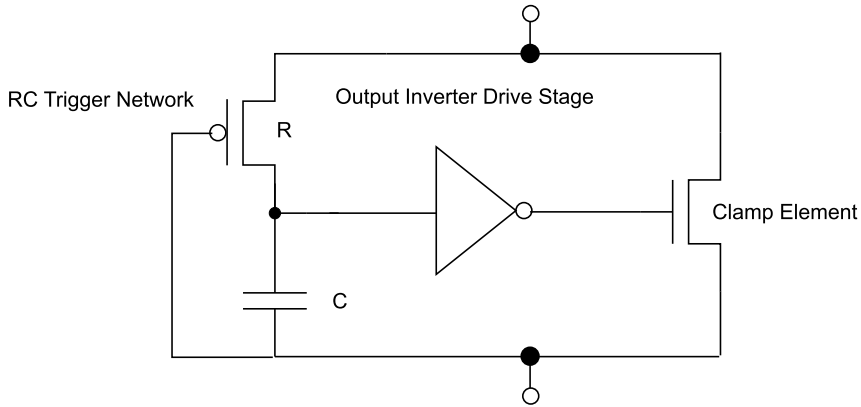 RC Trigger Network
Output Inverter Drive Stage
R
Clamp Element
C